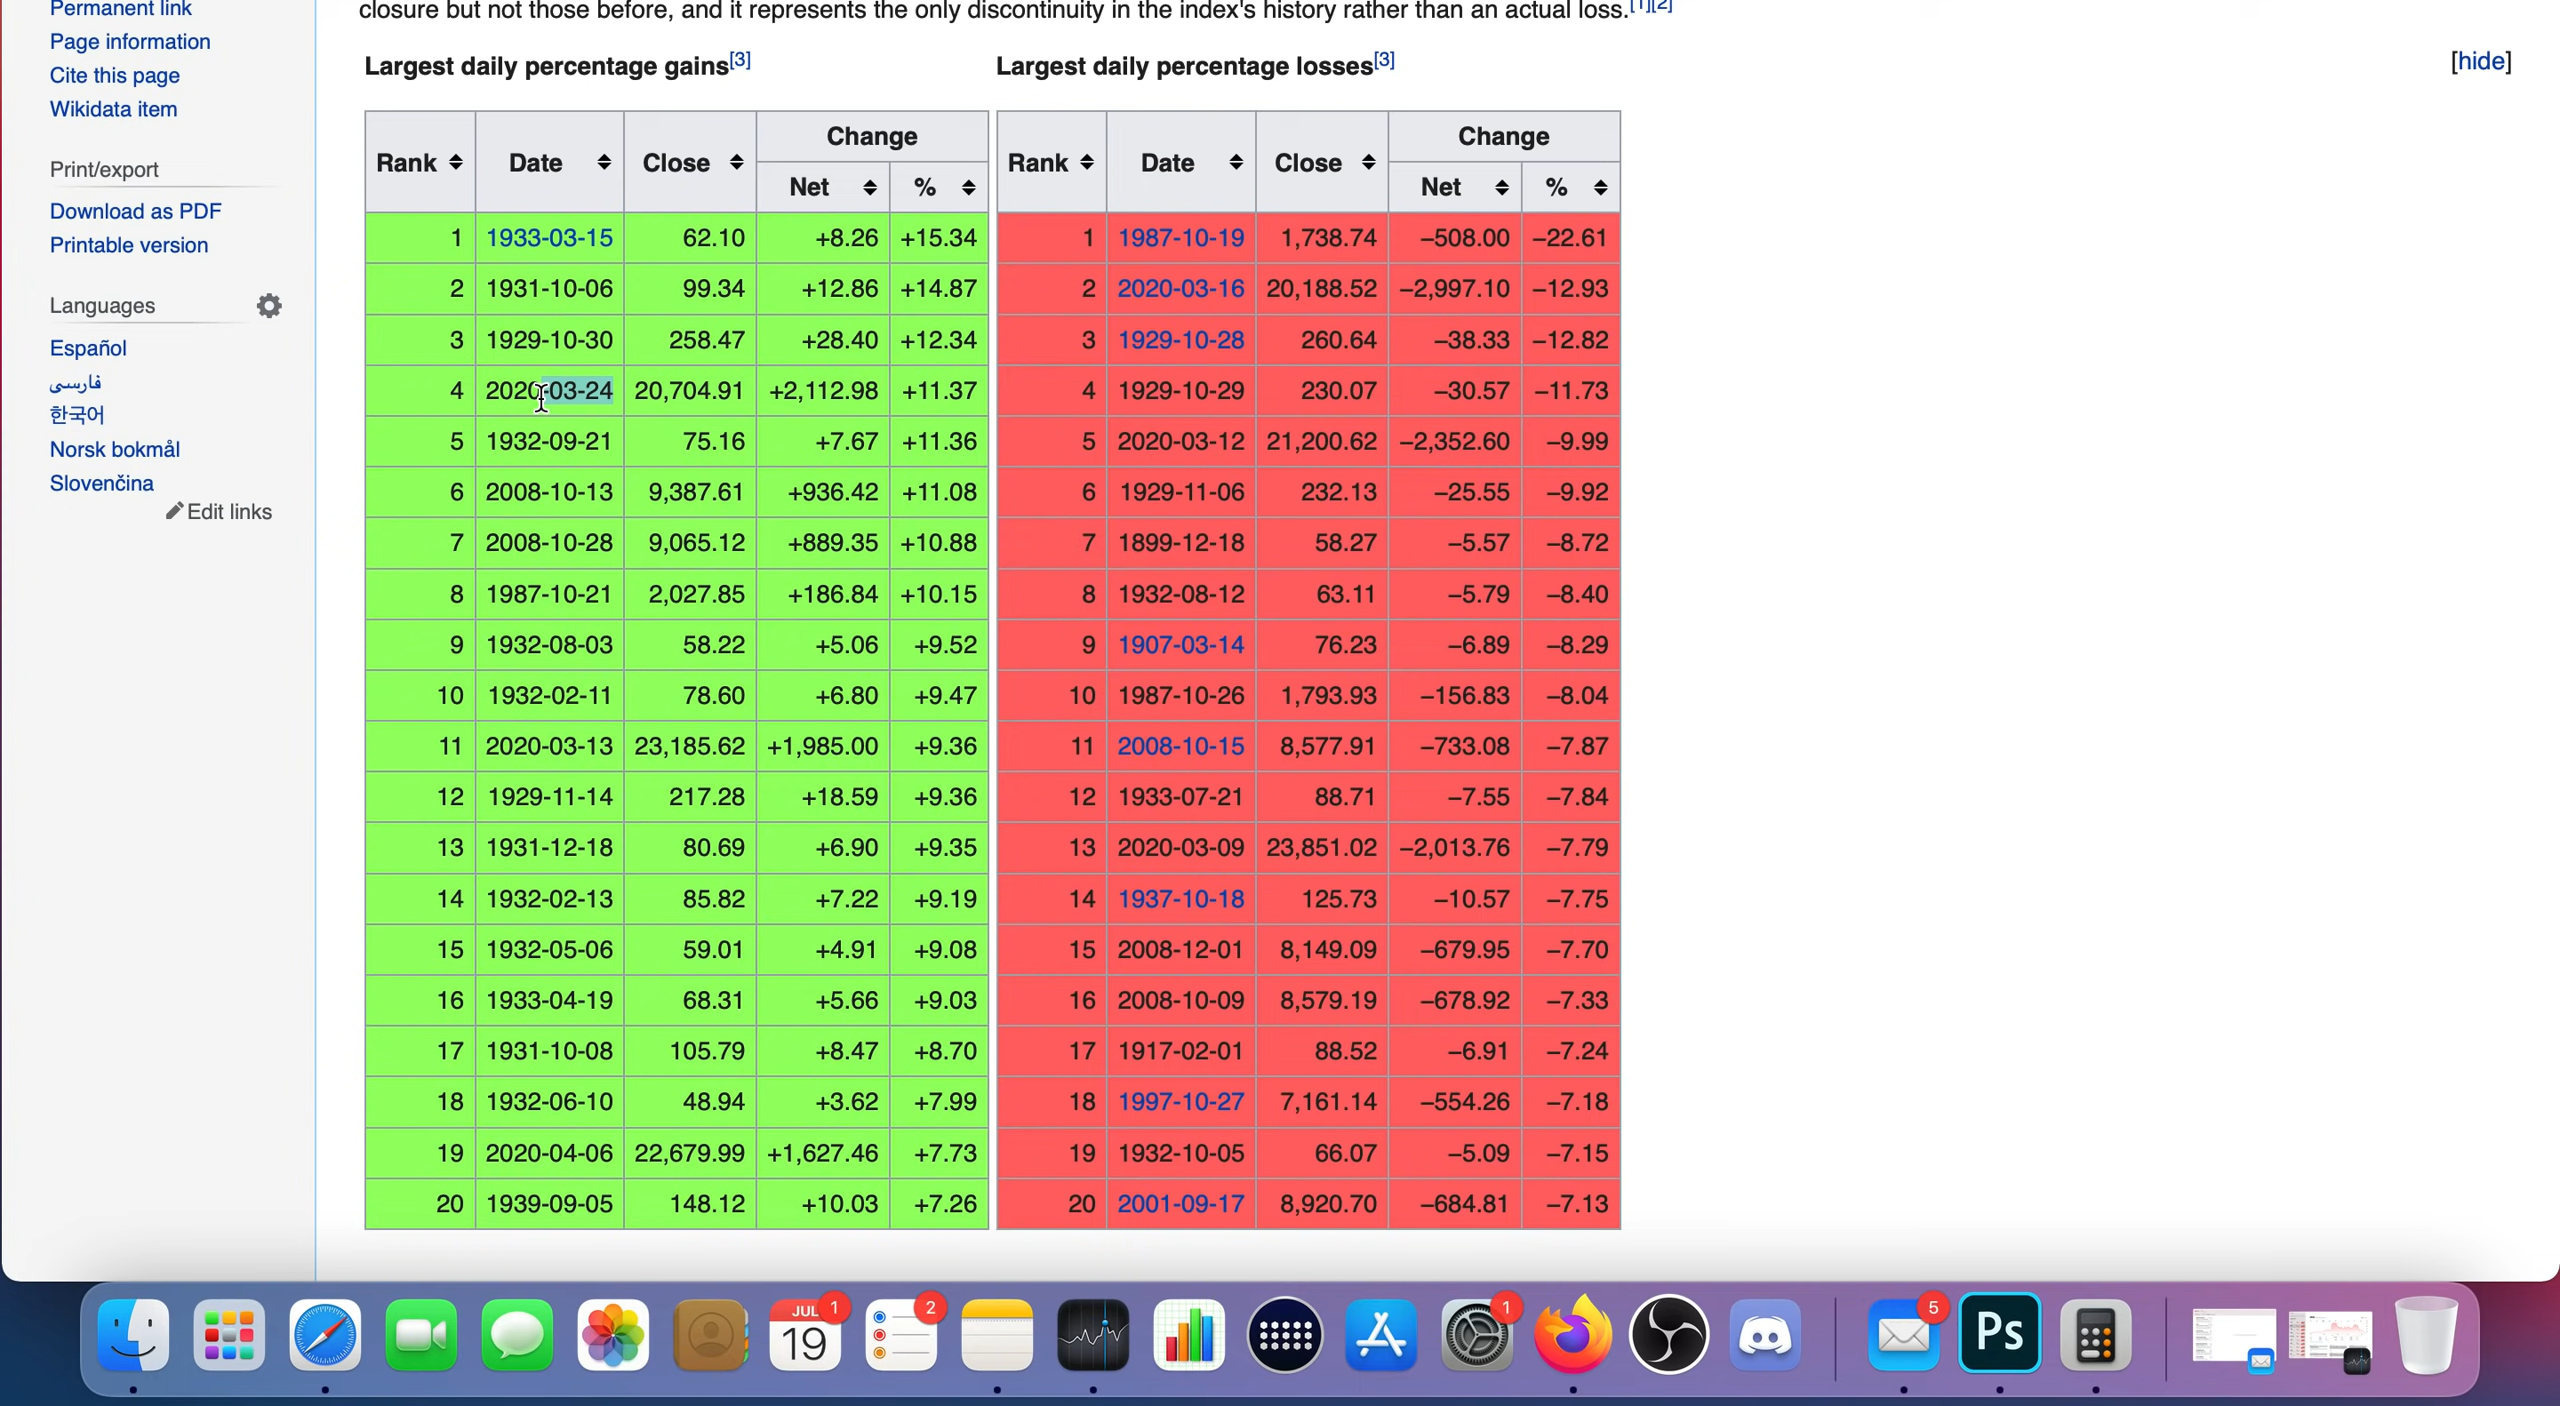 Permanent link
Page information
Cite this page
Wikidata item
Print/export
Download as PDF
Printable version
Languages
Español
فارسی
한국어
Norsk bokmål
Slovenčina
Edit links
closure but not those before, and it represents the only discontinuity in the index's history rather than an actual loss.[1][2]
Largest daily percentage gains[3]
Largest daily percentage losses[3]
[hide]
Rank Date Close Change
Net %
1 1933-03-15 62.10 +8.26 +15.34
2 1931-10-06 99.34 +12.86 +14.87
3 1929-10-30 258.47 +28.40 +12.34
4 2020-03-24 20,704.91 +2,112.98 +11.37
5 1932-09-21 75.16 +7.67 +11.36
6 2008-10-13 9,387.61 +936.42 +11.08
7 2008-10-28 9,065.12 +889.35 +10.88
8 1987-10-21 2,027.85 +186.84 +10.15
9 1932-08-03 58.22 +5.06 +9.52
10 1932-02-11 78.60 +6.80 +9.47
11 2020-03-13 23,185.62 +1,985.00 +9.36
12 1929-11-14 217.28 +18.59 +9.36
13 1931-12-18 80.69 +6.90 +9.35
14 1932-02-13 85.82 +7.22 +9.19
15 1932-05-06 59.01 +4.91 +9.08
16 1933-04-19 68.31 +5.66 +9.03
17 1931-10-08 105.79 +8.47 +8.70
18 1932-06-10 48.94 +3.62 +7.99
19 2020-04-06 22,679.99 +1,627.46 +7.73
20 1939-09-05 148.12 +10.03 +7.26
Rank Date Close Change
Net %
1 1987-10-19 1,738.74 −508.00 −22.61
2 2020-03-16 20,188.52 −2,997.10 −12.93
3 1929-10-28 260.64 −38.33 −12.82
4 1929-10-29 230.07 −30.57 −11.73
5 2020-03-12 21,200.62 −2,352.60 −9.99
6 1929-11-06 232.13 −25.55 −9.92
7 1899-12-18 58.27 −5.57 −8.72
8 1932-08-12 63.11 −5.79 −8.40
9 1907-03-14 76.23 −6.89 −8.29
10 1987-10-26 1,793.93 −156.83 −8.04
11 2008-10-15 8,577.91 −733.08 −7.87
12 1933-07-21 88.71 −7.55 −7.84
13 2020-03-09 23,851.02 −2,013.76 −7.79
14 1937-10-18 125.73 −10.57 −7.75
15 2008-12-01 8,149.09 −679.95 −7.70
16 2008-10-09 8,579.19 −678.92 −7.33
17 1917-02-01 88.52 −6.91 −7.24
18 1997-10-27 7,161.14 −554.26 −7.18
19 1932-10-05 66.07 −5.09 −7.15
20 2001-09-17 8,920.70 −684.81 −7.13
JUL 1 2 1 5
19 Ps